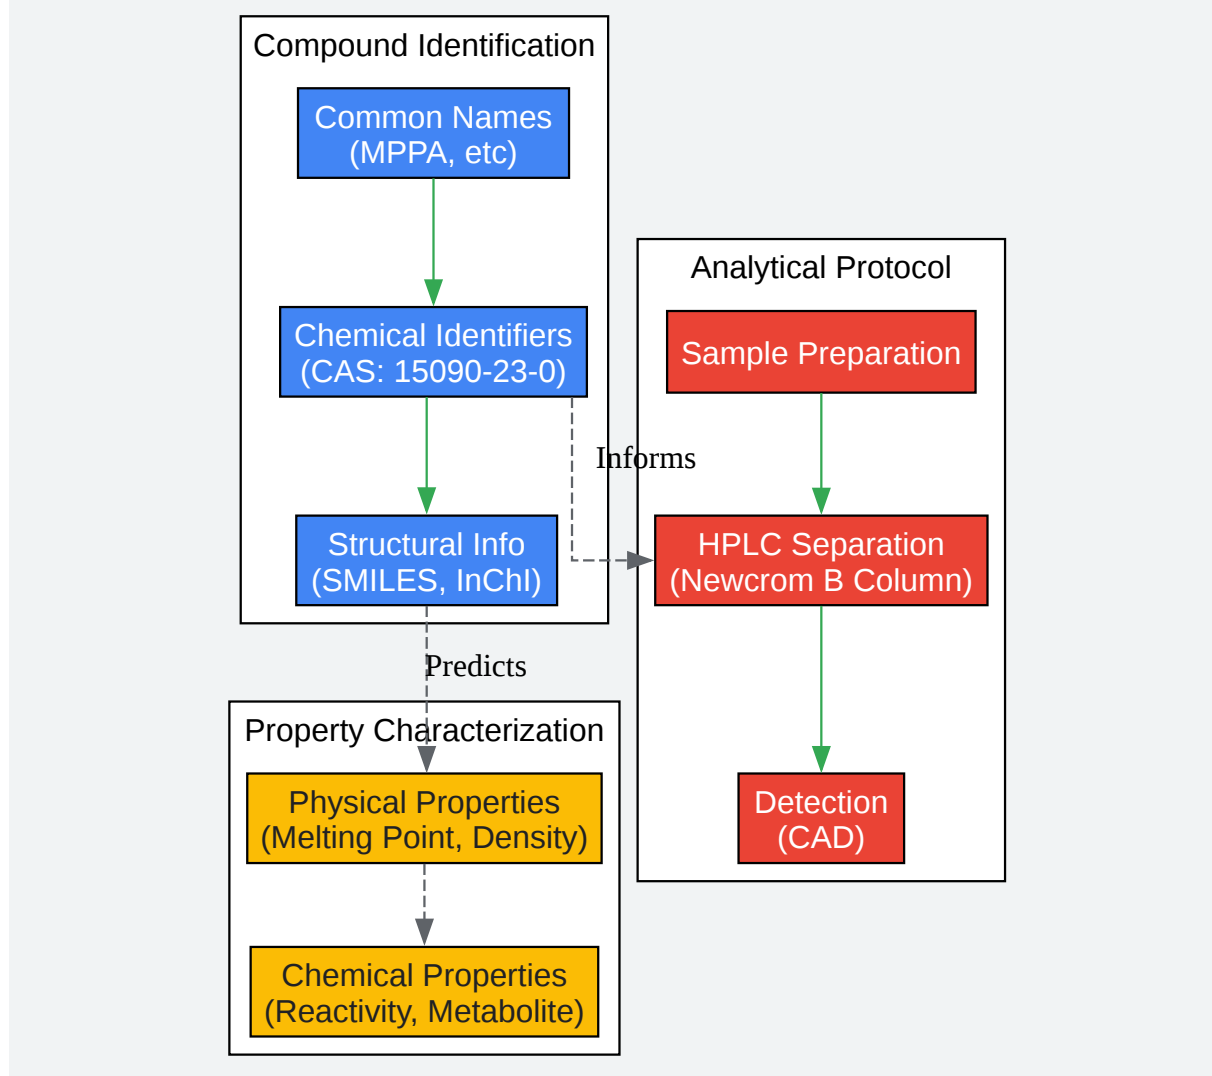 Compound Identification
Common Names
(MPPA, etc)
Chemical Identifiers
(CAS: 15090-23-0)
Structural Info
(SMILES, InChI)
Informs
Predicts
Analytical Protocol
Sample Preparation
HPLC Separation
(Newcrom B Column)
Detection
(CAD)
Property Characterization
Physical Properties
(Melting Point, Density)
Chemical Properties
(Reactivity, Metabolite)